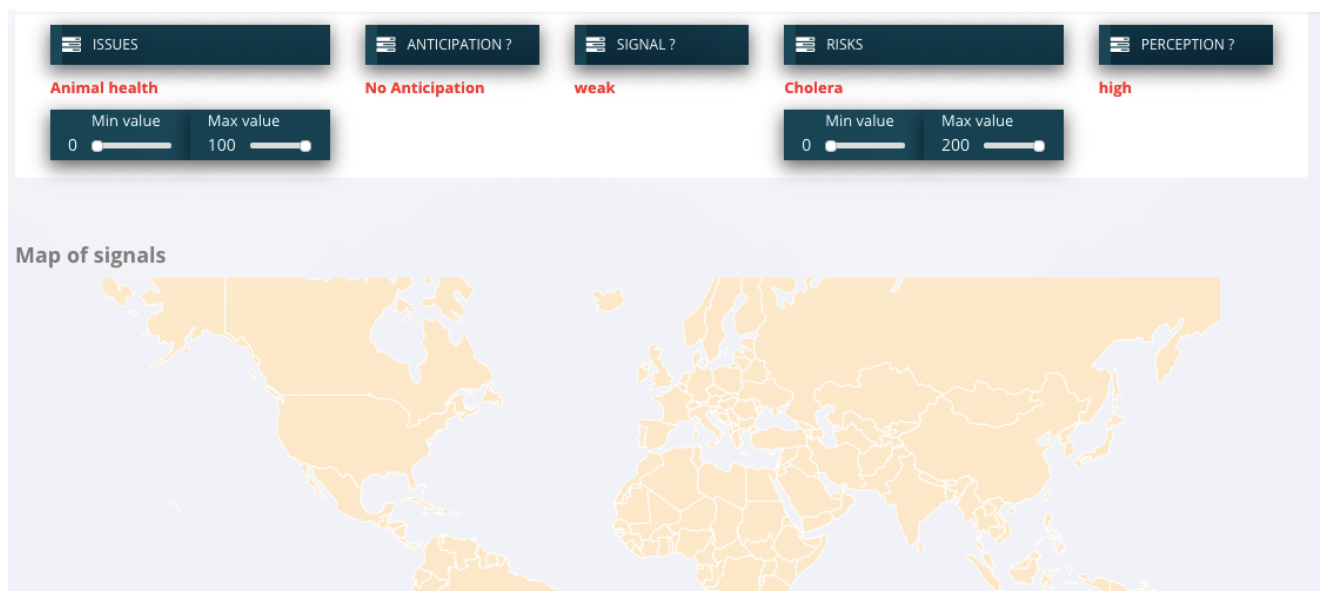 ISSUES
ANTICIPATION ?
SIGNAL ?
RISKS
PERCEPTION ?
Animal health
No Anticipation
weak
Cholera
high
Min value Max value
0 100
Min value Max value
0 200
Map of signals